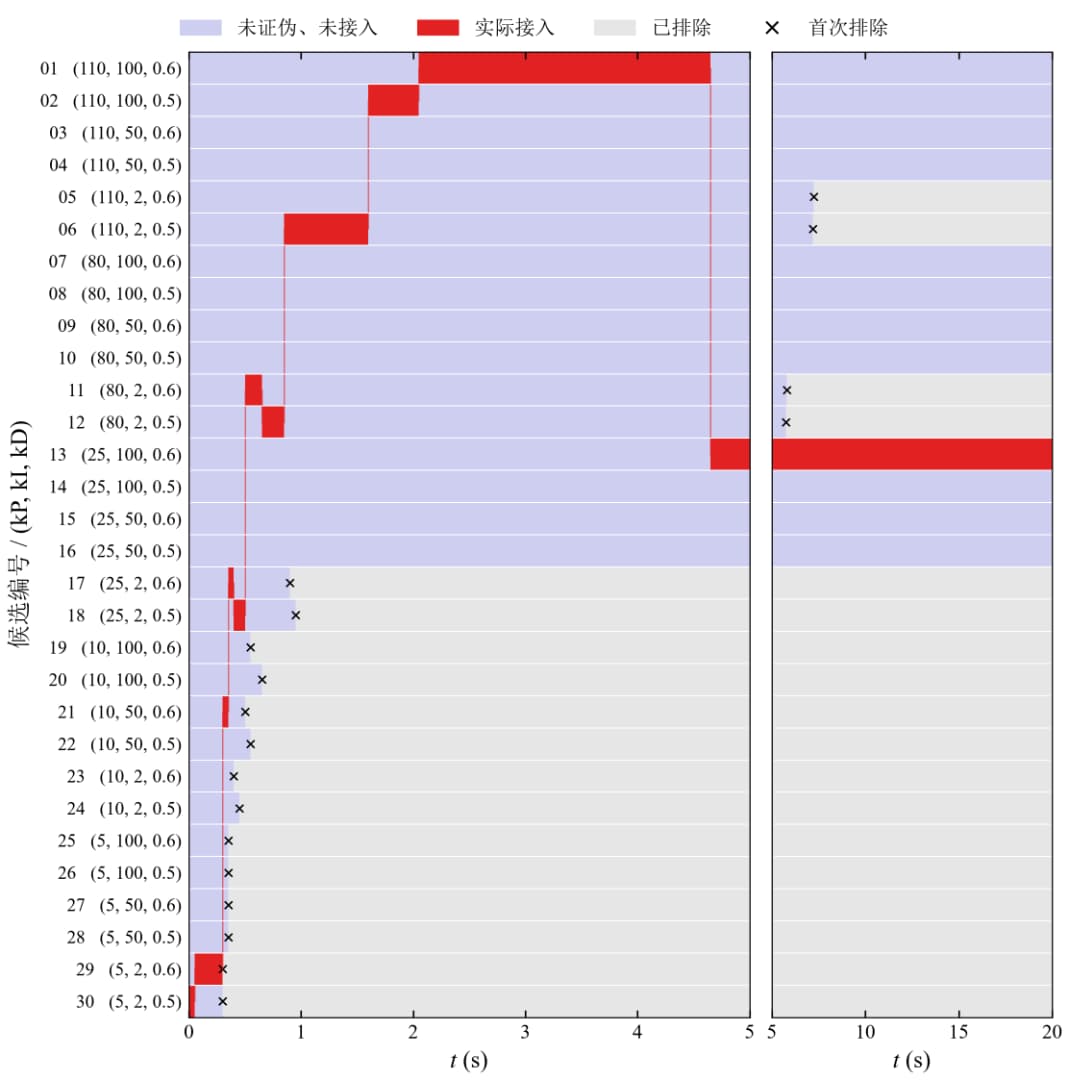 未证伪、未接入 实际接入 已排除 × 首次排除
候选编号 / (kP, kI, kD)
01 (110, 100, 0.6)
02 (110, 100, 0.5)
03 (110, 50, 0.6)
04 (110, 50, 0.5)
05 (110, 2, 0.6)
06 (110, 2, 0.5)
07 (80, 100, 0.6)
08 (80, 100, 0.5)
09 (80, 50, 0.6)
10 (80, 50, 0.5)
11 (80, 2, 0.6)
12 (80, 2, 0.5)
13 (25, 100, 0.6)
14 (25, 100, 0.5)
15 (25, 50, 0.6)
16 (25, 50, 0.5)
17 (25, 2, 0.6)
18 (25, 2, 0.5)
19 (10, 100, 0.6)
20 (10, 100, 0.5)
21 (10, 50, 0.6)
22 (10, 50, 0.5)
23 (10, 2, 0.6)
24 (10, 2, 0.5)
25 (5, 100, 0.6)
26 (5, 100, 0.5)
27 (5, 50, 0.6)
28 (5, 50, 0.5)
29 (5, 2, 0.6)
30 (5, 2, 0.5)
0 1 2 3 4 5 5 10 15 20
t (s) t (s)